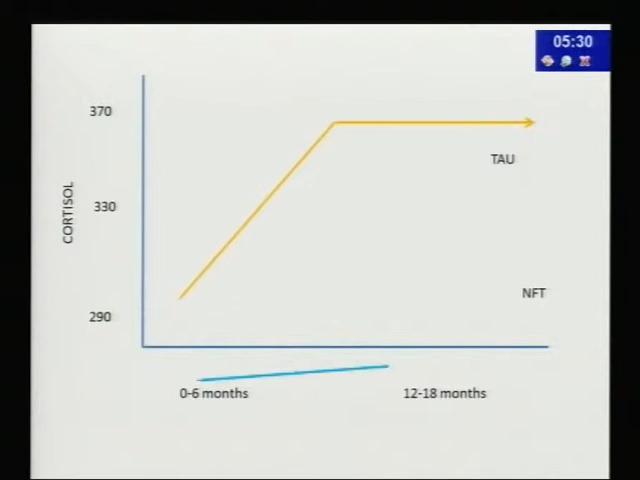 05:30
370
TAU
330
CORTISOL
NFT
290
0-6 months
12-18 months